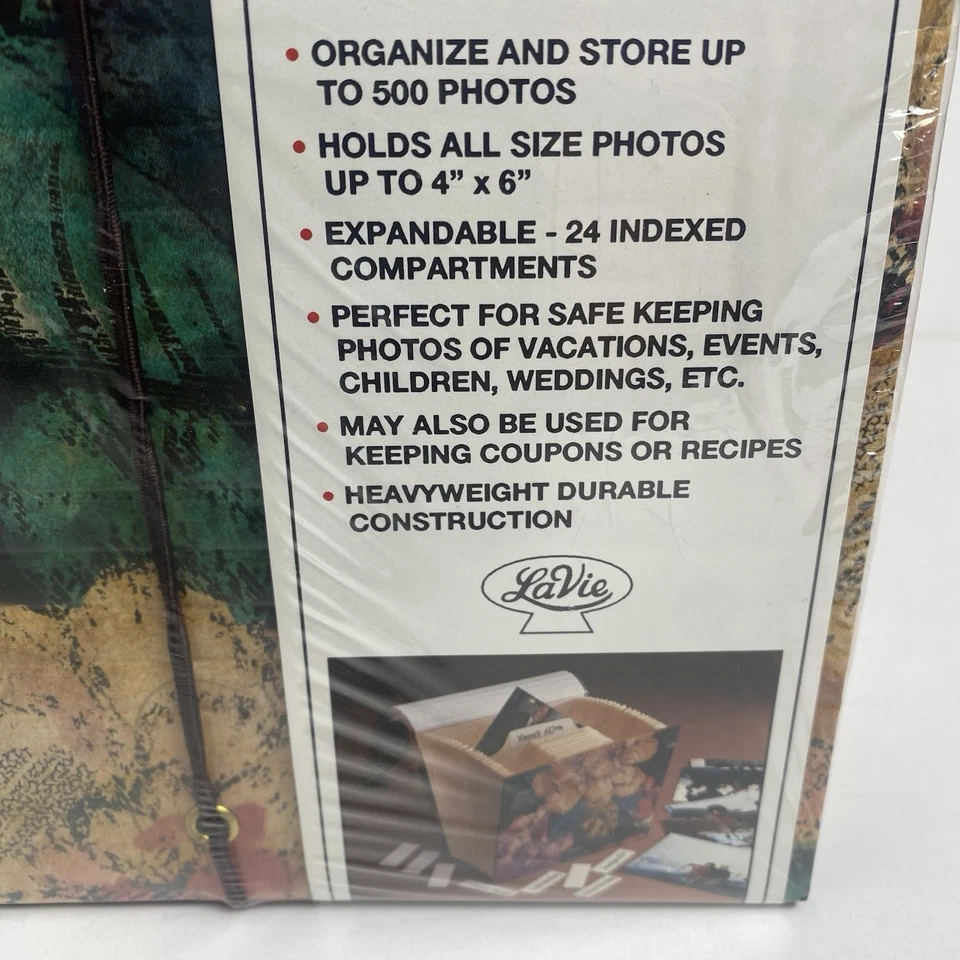 • ORGANIZE AND STORE UP
TO 500 PHOTOS
• HOLDS ALL SIZE PHOTOS
UP TO 4” x 6”
• EXPANDABLE - 24 INDEXED
COMPARTMENTS
• PERFECT FOR SAFE KEEPING
PHOTOS OF VACATIONS, EVENTS,
CHILDREN, WEDDINGS, ETC.
• MAY ALSO BE USED FOR
KEEPING COUPONS OR RECIPES
• HEAVYWEIGHT DURABLE
CONSTRUCTION
LaVie